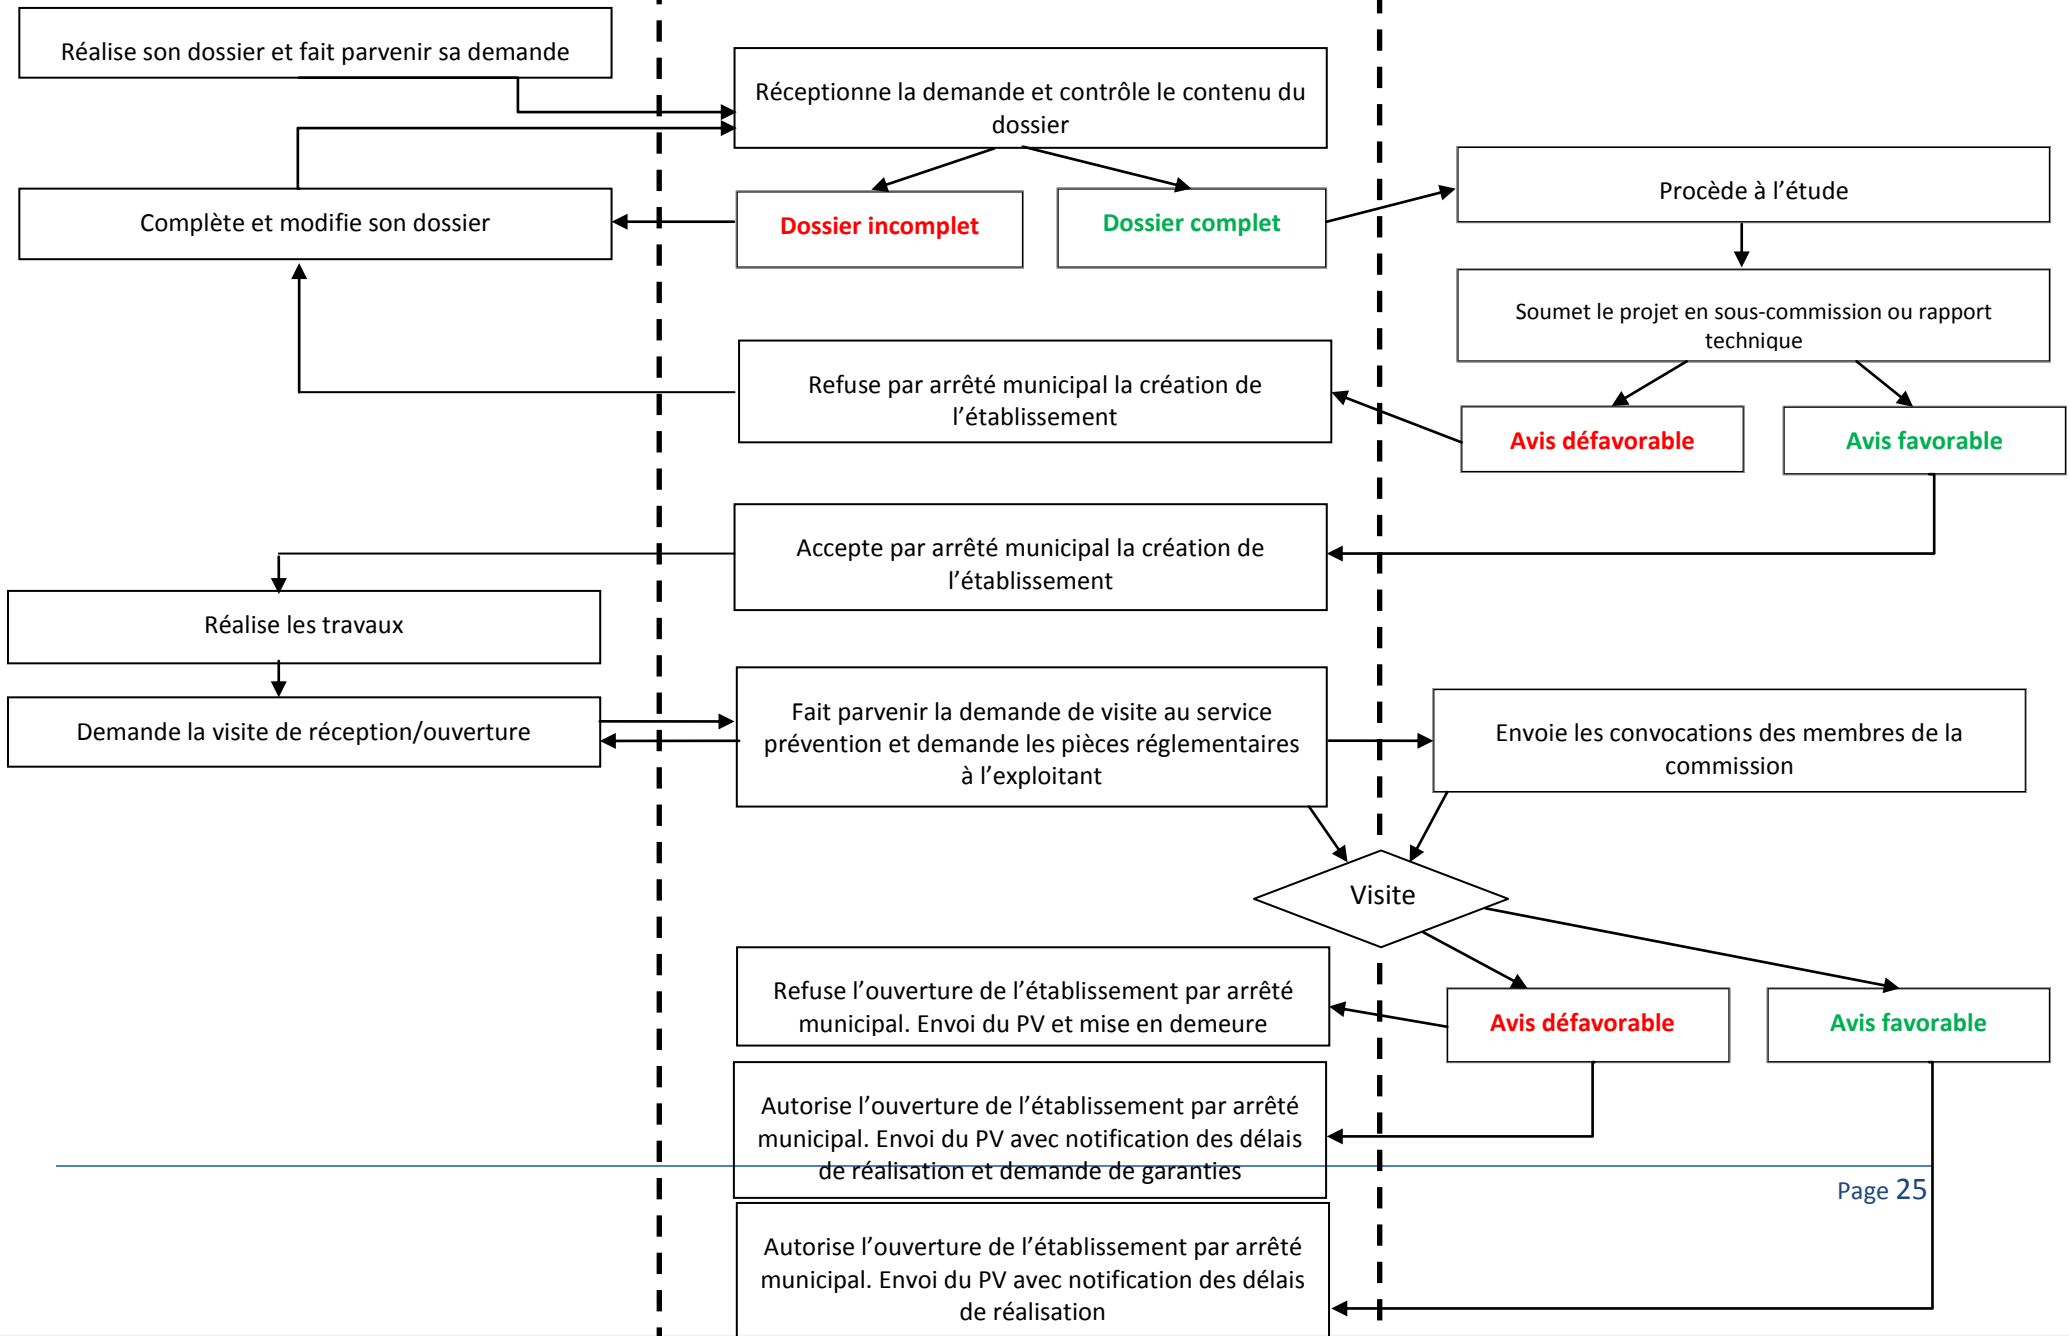 Réalise son dossier et fait parvenir sa demande
Réceptionne la demande et contrôle le contenu du
dossier
Procède à l’étude
Complète et modifie son dossier
Dossier incomplet
Dossier complet
Soumet le projet en sous-commission ou rapport
technique
Refuse par arrêté municipal la création de
l’établissement
Avis défavorable
Avis favorable
Accepte par arrêté municipal la création de
l’établissement
Réalise les travaux
Demande la visite de réception/ouverture
Fait parvenir la demande de visite au service
prévention et demande les pièces réglementaires
à l’exploitant
Envoie les convocations des membres de la
commission
Visite
Refuse l’ouverture de l’établissement par arrêté
municipal. Envoi du PV et mise en demeure
Avis défavorable
Avis favorable
Autorise l’ouverture de l’établissement par arrêté
municipal. Envoi du PV avec notification des délais
de réalisation et demande de garanties
Page 25
Autorise l’ouverture de l’établissement par arrêté
municipal. Envoi du PV avec notification des délais
de réalisation